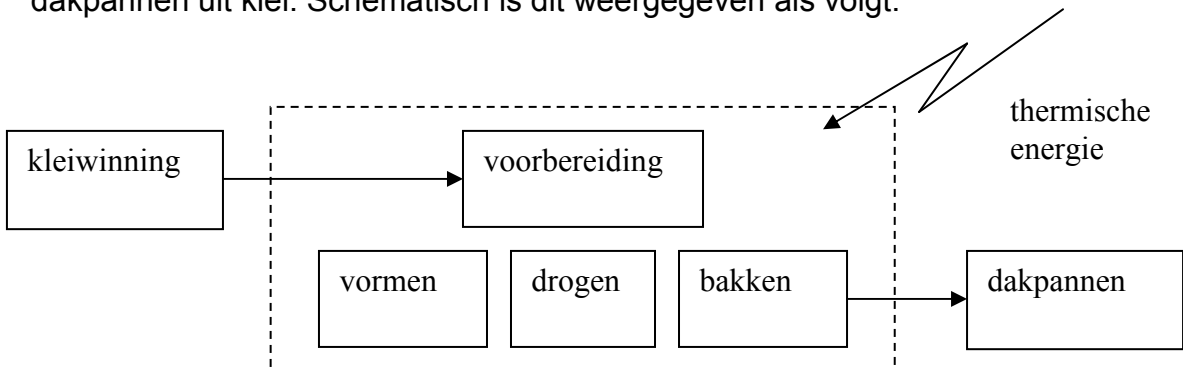 dakpannen uit klei. Schematisch is dit weergegeven als volgt:
thermische
energie
kleiwinning
voorbereiding
vormen
drogen
bakken
dakpannen